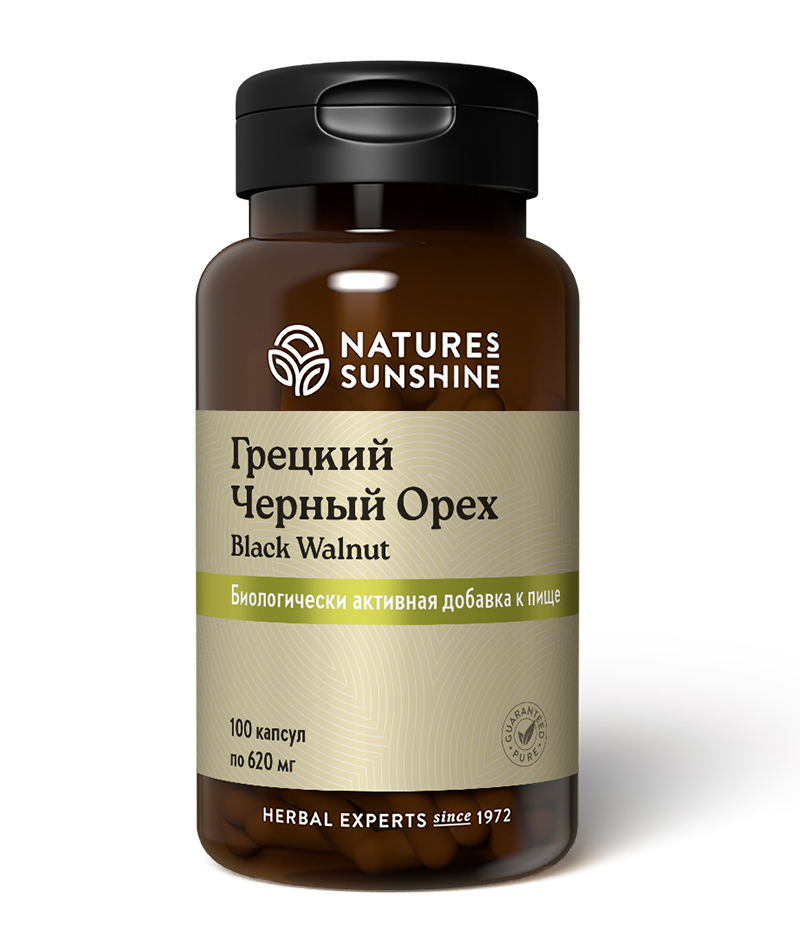 NATURES
SUNSHINE
Грецкий
Черный Орех
Black Walnut
Биологически активная добавка к пище
100 капсул
по 620 мг
GUARANTEED
PURE
HERBAL EXPERTS since 1972